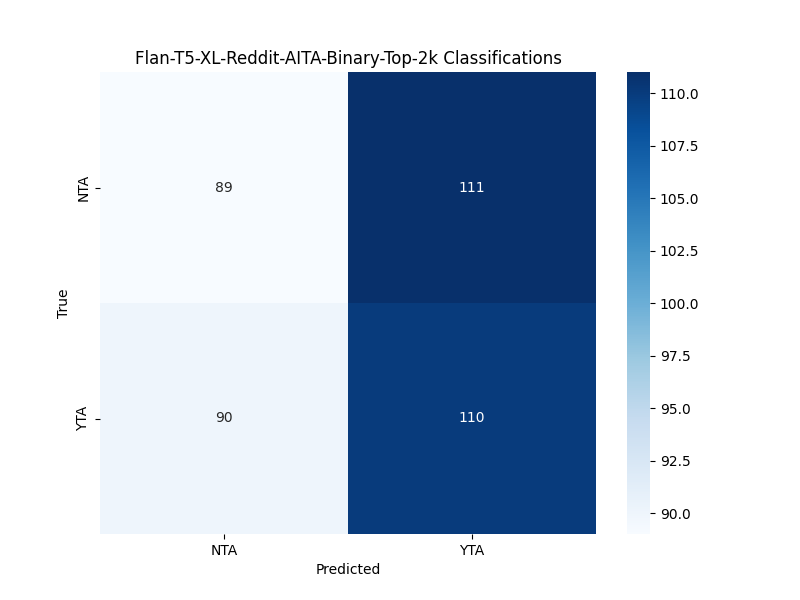 Flan-T5-XL-Reddit-AITA-Binary-Top-2k Classifications
NTA
89
111
YTA
90
110
True
NTA
YTA
Predicted
110.0
107.5
105.0
102.5
100.0
97.5
95.0
92.5
90.0